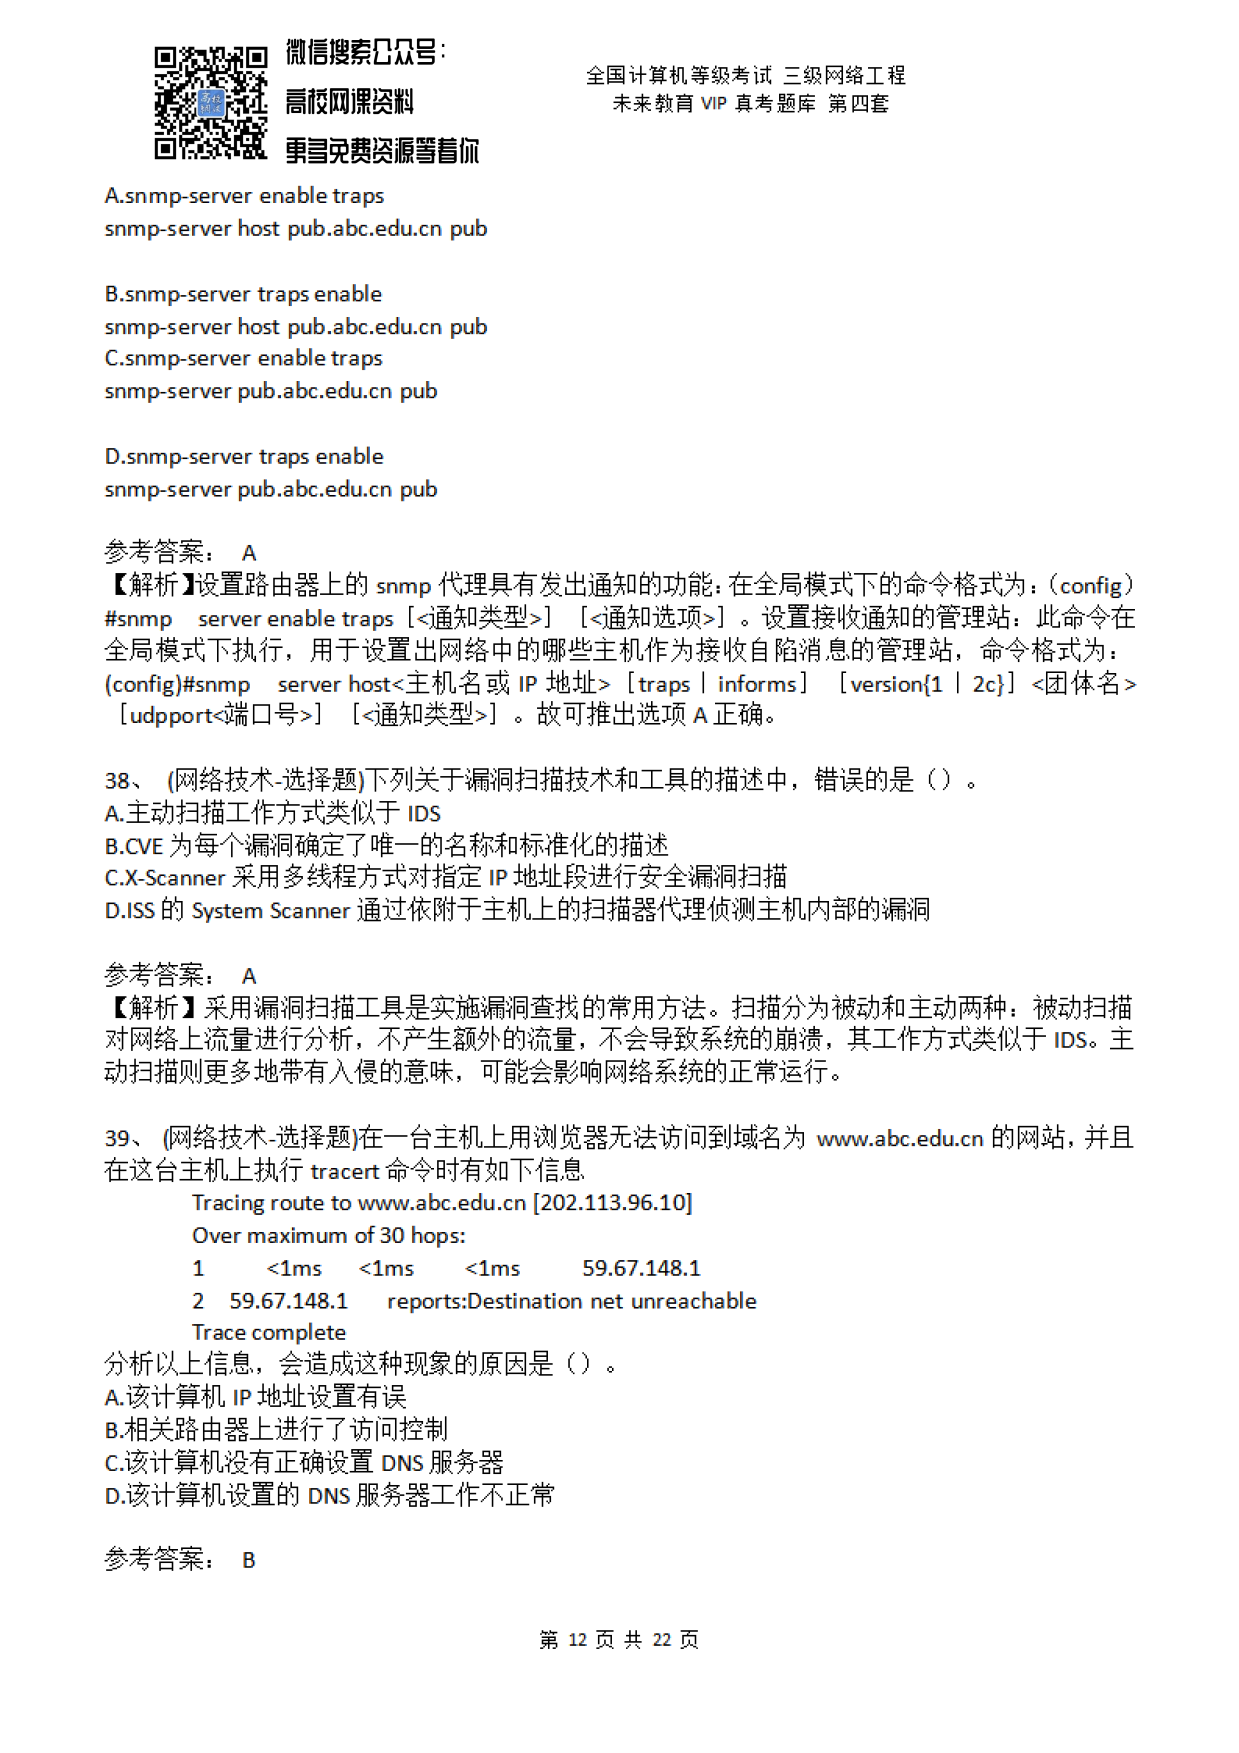 微信搜索公众号：
高校网课资料
更多免费资源等着你
全国计算机等级考试 三级网络工程
未来教育 VIP 真考题库 第四套
A.snmp-server enable traps
snmp-server host pub.abc.edu.cn pub
B.snmp-server traps enable
snmp-server host pub.abc.edu.cn pub
C.snmp-server enable traps
snmp-server pub.abc.edu.cn pub
D.snmp-server traps enable
snmp-server pub.abc.edu.cn pub
参考答案： A
【解析】设置路由器上的 snmp 代理具有发出通知的功能：在全局模式下的命令格式为：（config）
#snmp server enable traps［<通知类型>］［<通知选项>］。设置接收通知的管理站：此命令在
全局模式下执行，用于设置出网络中的哪些主机作为接收自陷消息的管理站，命令格式为：
(config)#snmp server host<主机名或 IP 地址>［traps｜informs］［version{1｜2c}］<团体名>
［udpport<端口号>］［<通知类型>］。故可推出选项 A 正确。
38、 (网络技术-选择题)下列关于漏洞扫描技术和工具的描述中，错误的是（）。
A.主动扫描工作方式类似于 IDS
B.CVE 为每个漏洞确定了唯一的名称和标准化的描述
C.X-Scanner 采用多线程方式对指定 IP 地址段进行安全漏洞扫描
D.ISS 的 System Scanner 通过依附于主机上的扫描器代理侦测主机内部的漏洞
参考答案： A
【解析】采用漏洞扫描工具是实施漏洞查找的常用方法。扫描分为被动和主动两种：被动扫描
对网络上流量进行分析，不产生额外的流量，不会导致系统的崩溃，其工作方式类似于 IDS。主
动扫描则更多地带有入侵的意味，可能会影响网络系统的正常运行。
39、 (网络技术-选择题)在一台主机上用浏览器无法访问到域名为 www.abc.edu.cn 的网站，并且
在这台主机上执行 tracert 命令时有如下信息
Tracing route to www.abc.edu.cn [202.113.96.10]
Over maximum of 30 hops:
1 <1ms <1ms <1ms 59.67.148.1
2 59.67.148.1 reports:Destination net unreachable
Trace complete
分析以上信息，会造成这种现象的原因是（）。
A.该计算机 IP 地址设置有误
B.相关路由器上进行了访问控制
C.该计算机没有正确设置 DNS 服务器
D.该计算机设置的 DNS 服务器工作不正常
参考答案： B
第 12 页 共 22 页